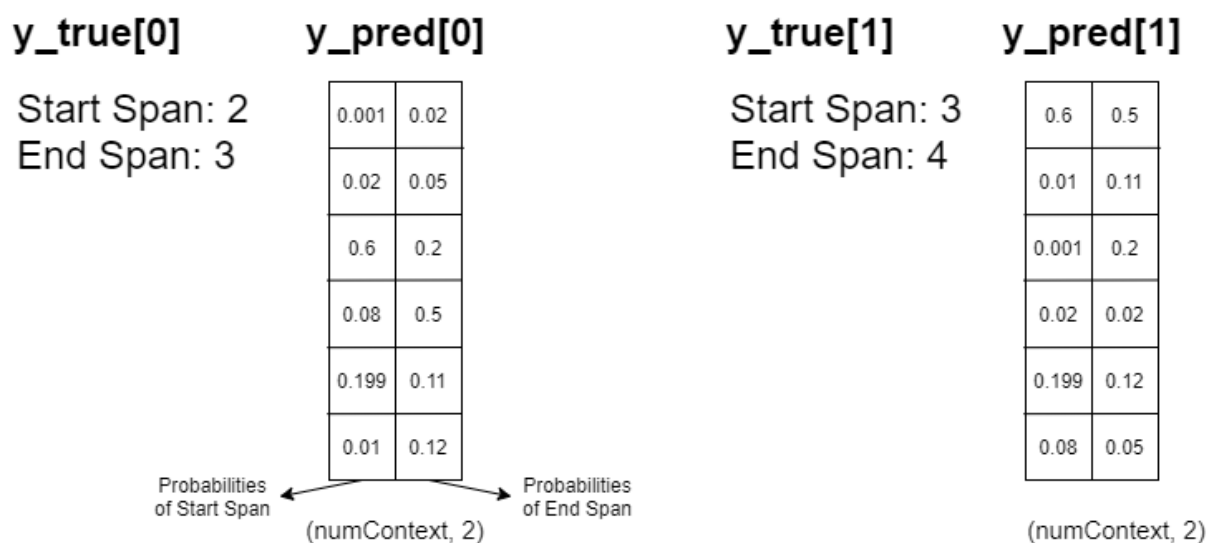 y_true[0]
y_pred[0]
Start Span: 2
End Span: 3
0.001 0.02
0.02 0.05
0.6 0.2
0.08 0.5
0.199 0.11
0.01 0.12
Probabilities
of Start Span
Probabilities
of End Span
(numContext, 2)
y_true[1]
y_pred[1]
Start Span: 3
End Span: 4
0.6 0.5
0.01 0.11
0.001 0.2
0.02 0.02
0.199 0.12
0.08 0.05
(numContext, 2)